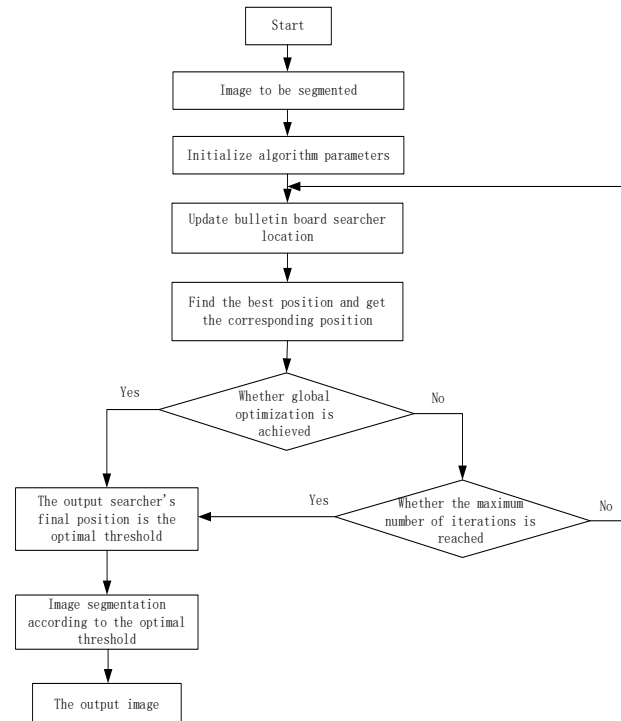 Start
Image to be segmented
Initialize algorithm parameters
Update bulletin board searcher
location
Find the best position and get
the corresponding position
Yes
No
Whether global
optimization is
achieved
The output searcher's
final position is the
optimal threshold
Yes
Whether the maximum
number of iterations is
reached
No
Image segmentation
according to the optimal
threshold
The output image